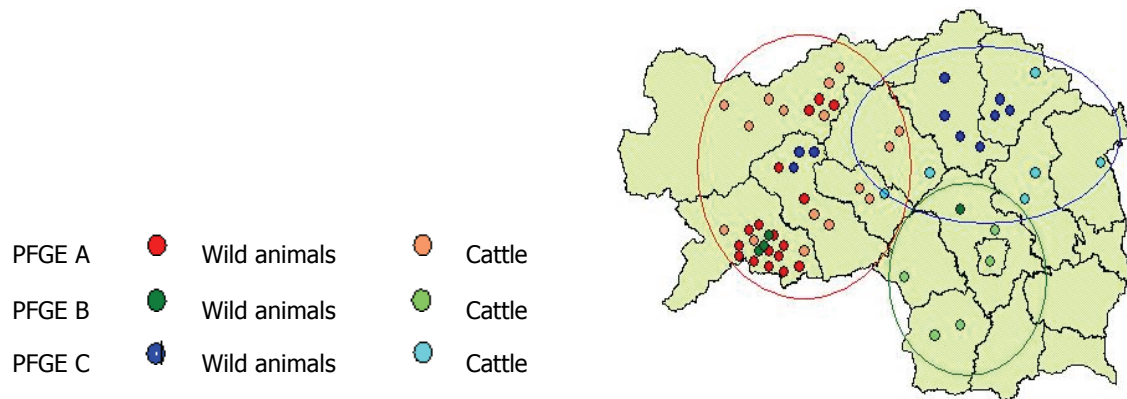 PFGE A Wild animals Cattle
PFGE B Wild animals Cattle
PFGE C Wild animals Cattle